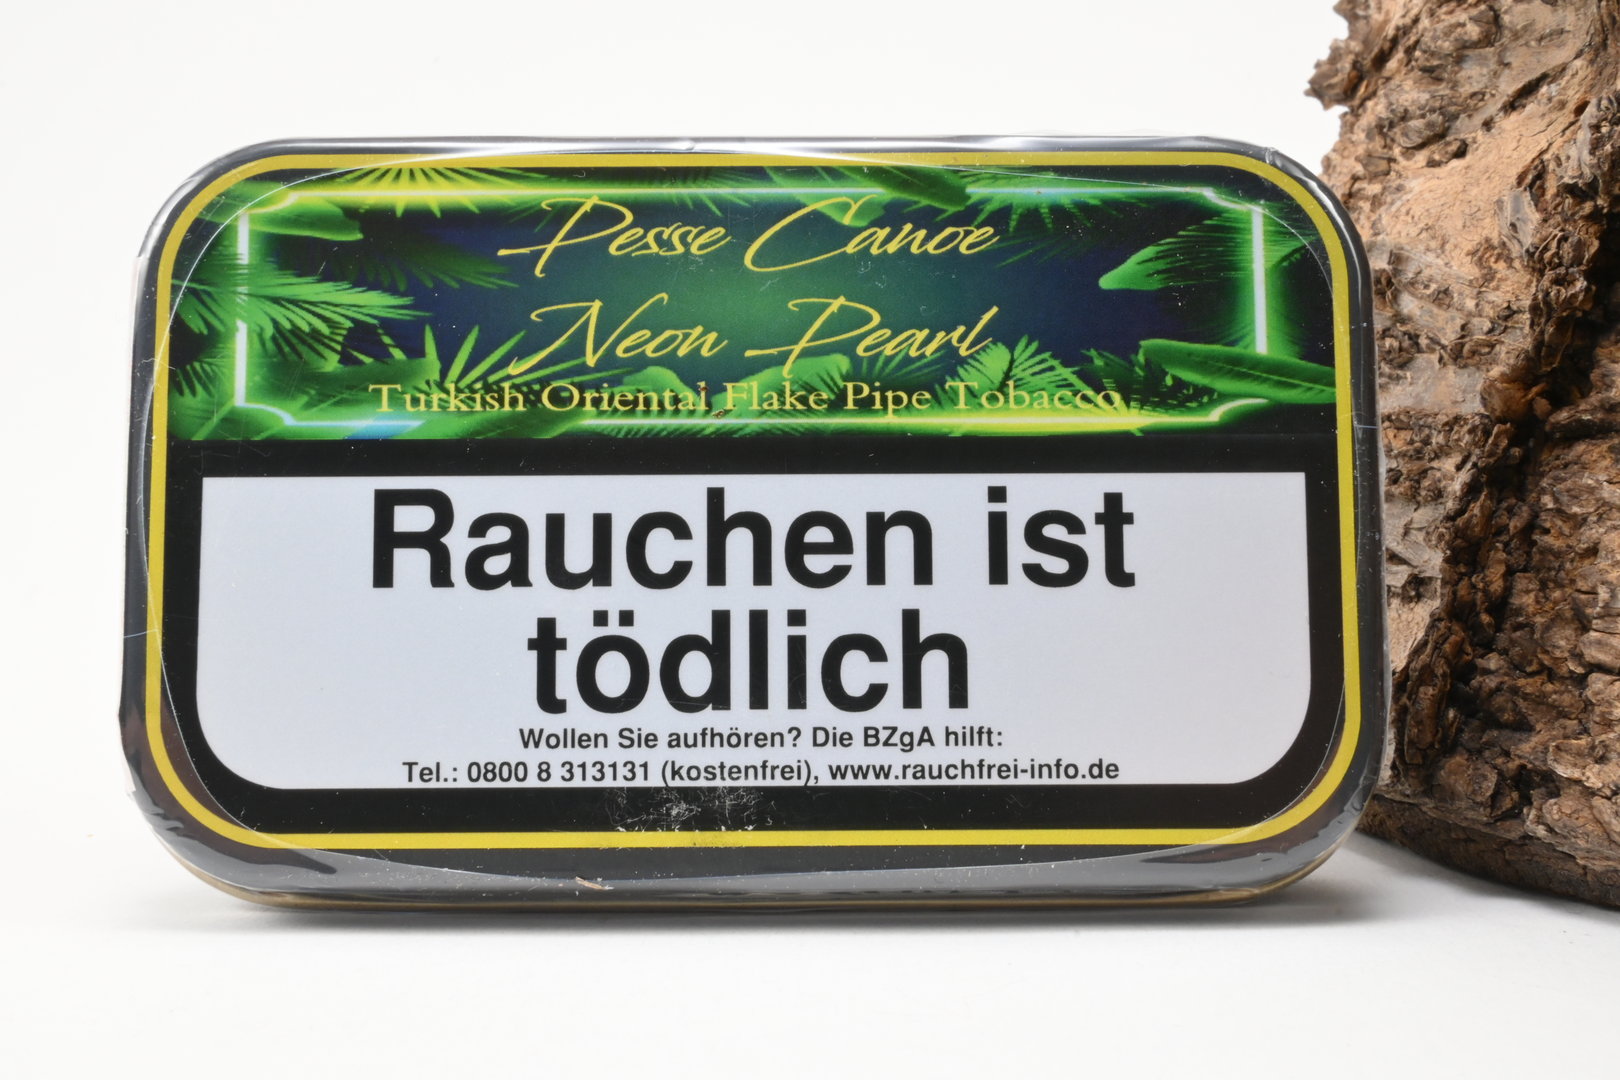 Pesse Canoe
Neon Pearl
Turkish Oriental Flake Pipe Tobacco
Rauchen ist
tödlich
Wollen Sie aufhören? Die BZgA hilft:
Tel.: 0800 8 313131 (kostenfrei), www.rauchfrei-info.de